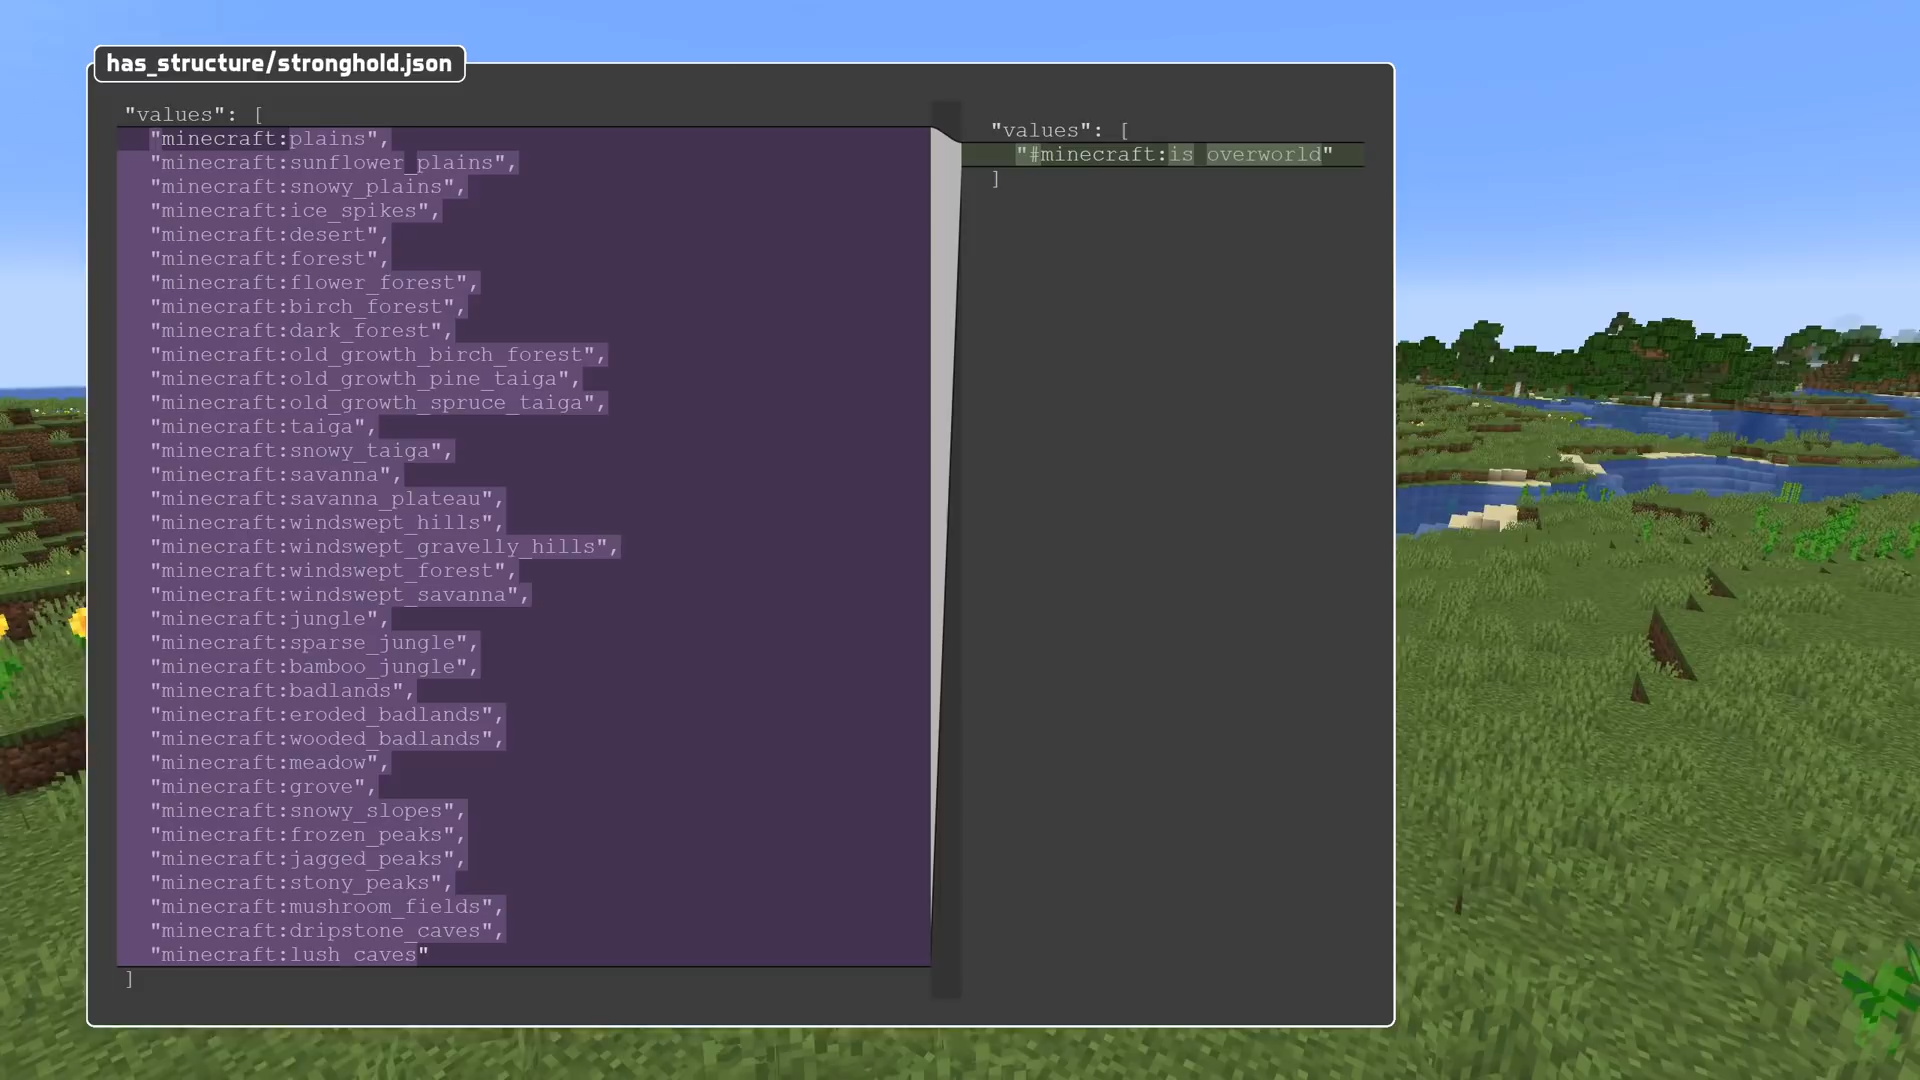 has_structure/stronghold.json
"values": [
"minecraft:plains",
"minecraft:sunflower_plains",
"minecraft:snowy_plains",
"minecraft:ice_spikes",
"minecraft:desert",
"minecraft:forest",
"minecraft:flower_forest",
"minecraft:birch_forest",
"minecraft:dark_forest",
"minecraft:old_growth_birch_forest",
"minecraft:old_growth_pine_taiga",
"minecraft:old_growth_spruce_taiga",
"minecraft:taiga",
"minecraft:snowy_taiga",
"minecraft:savanna",
"minecraft:savanna_plateau",
"minecraft:windswept_hills",
"minecraft:windswept_gravelly_hills",
"minecraft:windswept_forest",
"minecraft:windswept_savanna",
"minecraft:jungle",
"minecraft:sparse_jungle",
"minecraft:bamboo_jungle",
"minecraft:badlands",
"minecraft:eroded_badlands",
"minecraft:wooded_badlands",
"minecraft:meadow",
"minecraft:grove",
"minecraft:snowy_slopes",
"minecraft:frozen_peaks",
"minecraft:jagged_peaks",
"minecraft:stony_peaks",
"minecraft:mushroom_fields",
"minecraft:dripstone_caves",
"minecraft:lush_caves"
]
"values": [
"#minecraft:is_overworld"
]